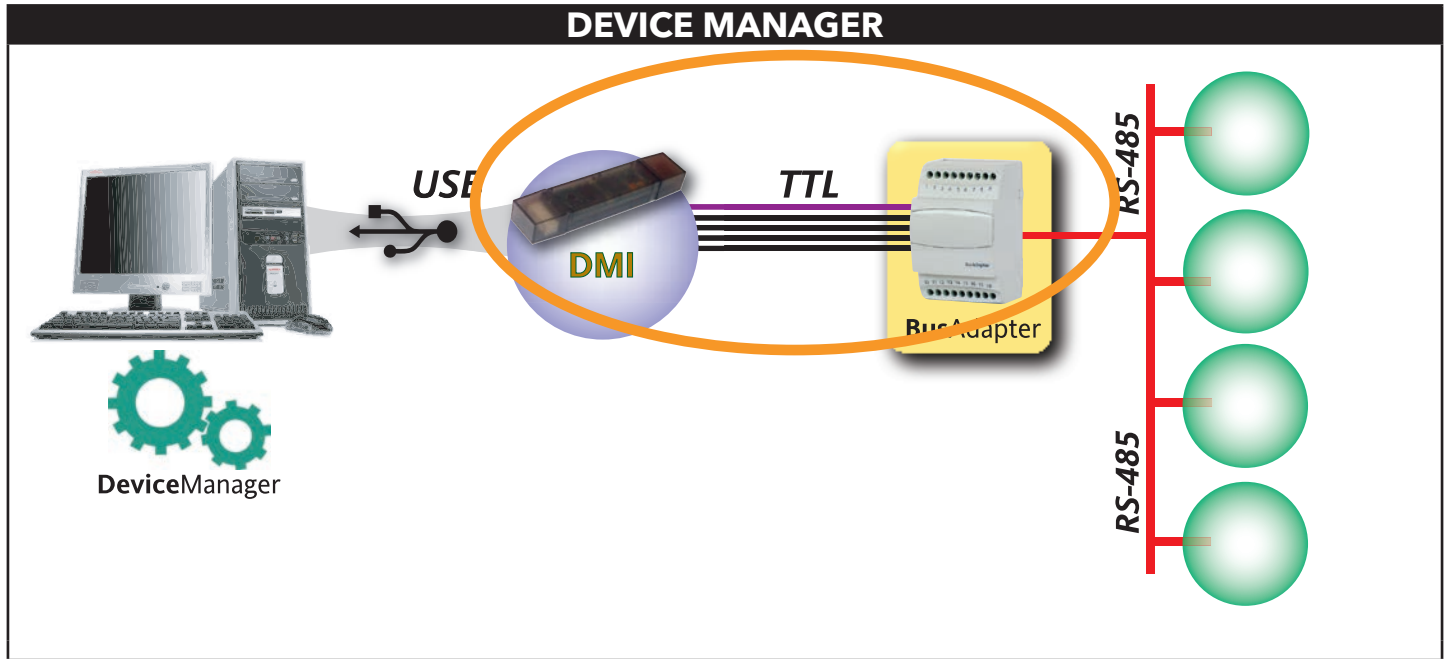 DEVICE MANAGER
USB
TTL
RS-485
DMI
BusAdapter
DeviceManager
RS-485